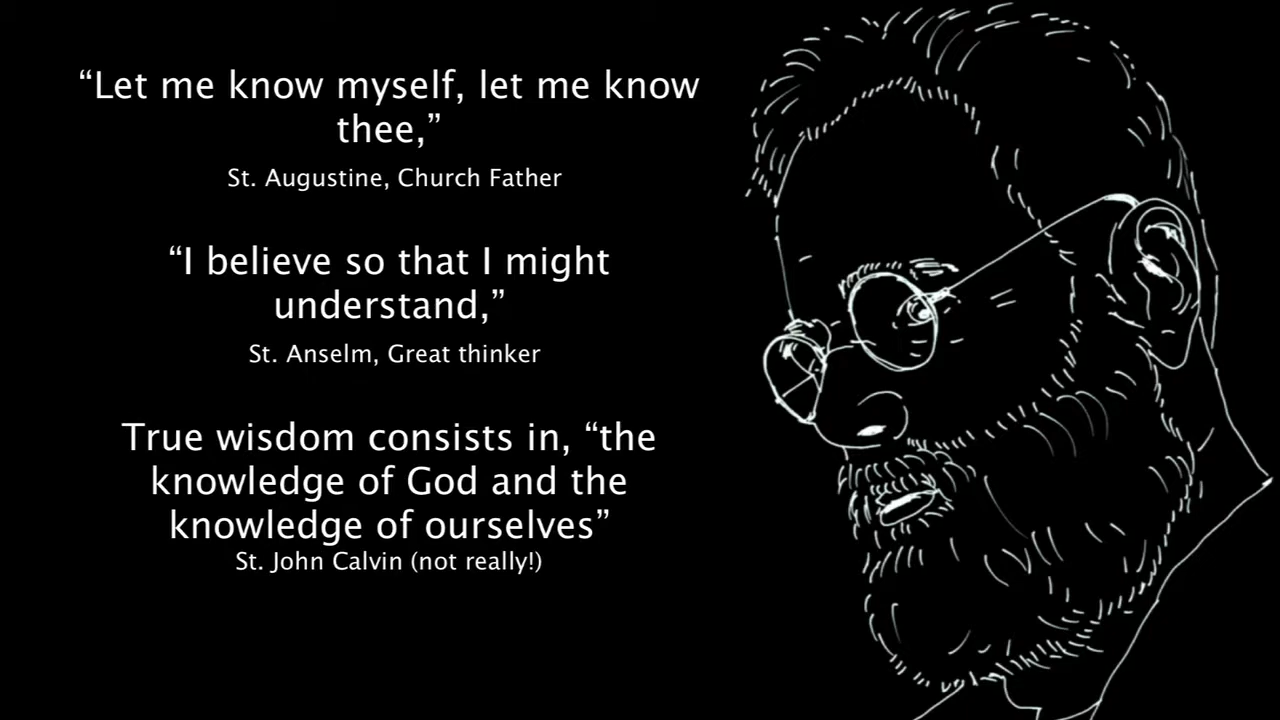 “Let me know myself, let me know
thee,”
St. Augustine, Church Father
“I believe so that I might
understand,”
St. Anselm, Great thinker
True wisdom consists in, “the
knowledge of God and the
knowledge of ourselves”
St. John Calvin (not really!)